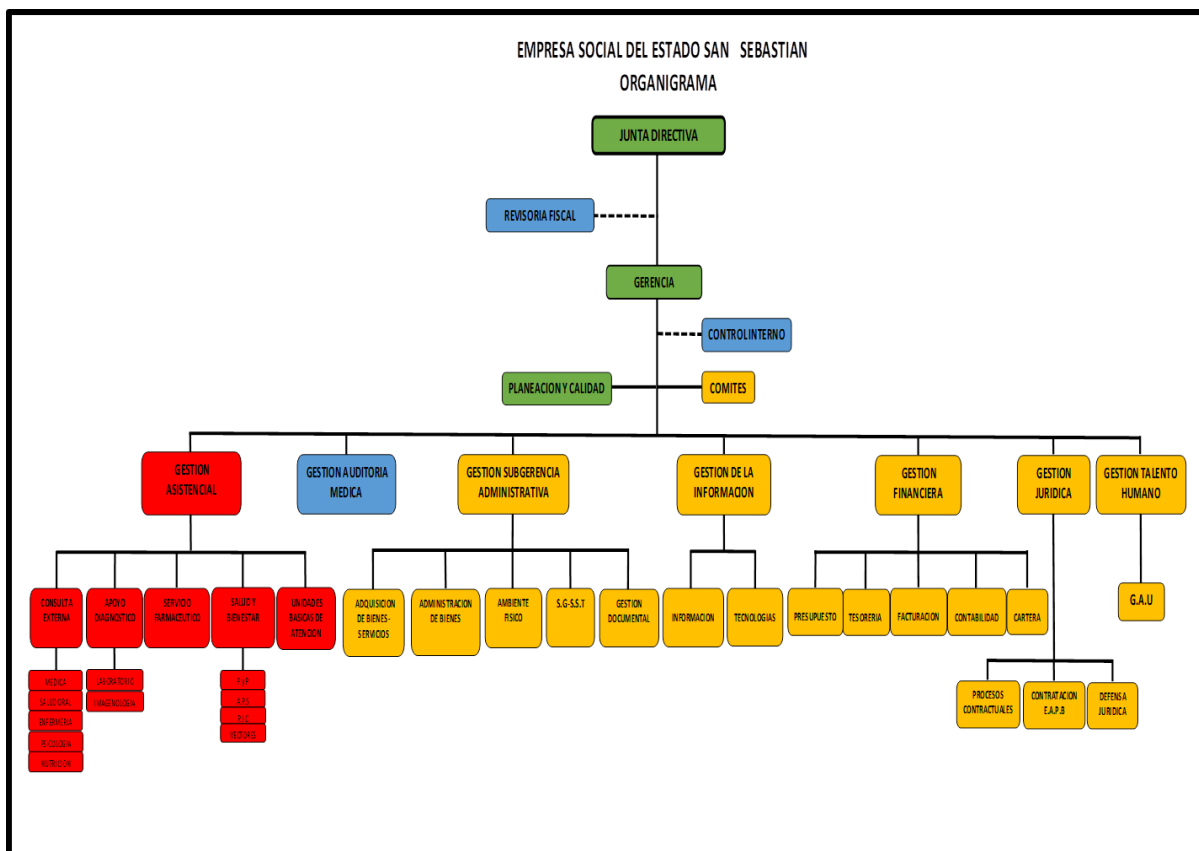 EMPRESA SOCIAL DEL ESTADO SAN SEBASTIAN
ORGANIGRAMA
JUNTA DIRECTIVA
REVISORIA FISCAL
GERENCIA
CONTROL INTERNO
PLANEACION Y CALIDAD
COMITES
GESTION
ASISTENCIAL
GESTION AUDITORIA
MEDICA
GESTION SUBGERENCIA
ADMINISTRATIVA
GESTION DE LA
INFORMACION
GESTION
FINANCIERA
GESTION
JURIDICA
GESTION TALENTO
HUMANO
CONSULTA
EXTERNA
APOYO
DIAGNOSTICO
SERVICIO
FARMACEUTICO
SALUD Y
BIENESTAR
UNIDADES
BASICAS DE
ATENCION
ADQUISICION
DE BIENES-
SERVICIOS
ADMINISTRACION
DE BIENES
AMBIENTE
FISICO
S.G-S.S.T
GESTION
DOCUMENTAL
INFORMACION
TECNOLOGIAS
PRESUPUESTO
TESORERIA
FACTURACION
CONTABILIDAD
CARTERA
G.A.U
MEDICA
SALUD ORAL
ENFERMERIA
PSICOLOGIA
NUTRICION
LABORATORIO
IMAGENOLOGIA
P y P
A.P.S
P.I.C
VECTORES
PROCESOS
CONTRACTUALES
CONTRATACION
E.A.P.B
DEFENSA
JURIDICA